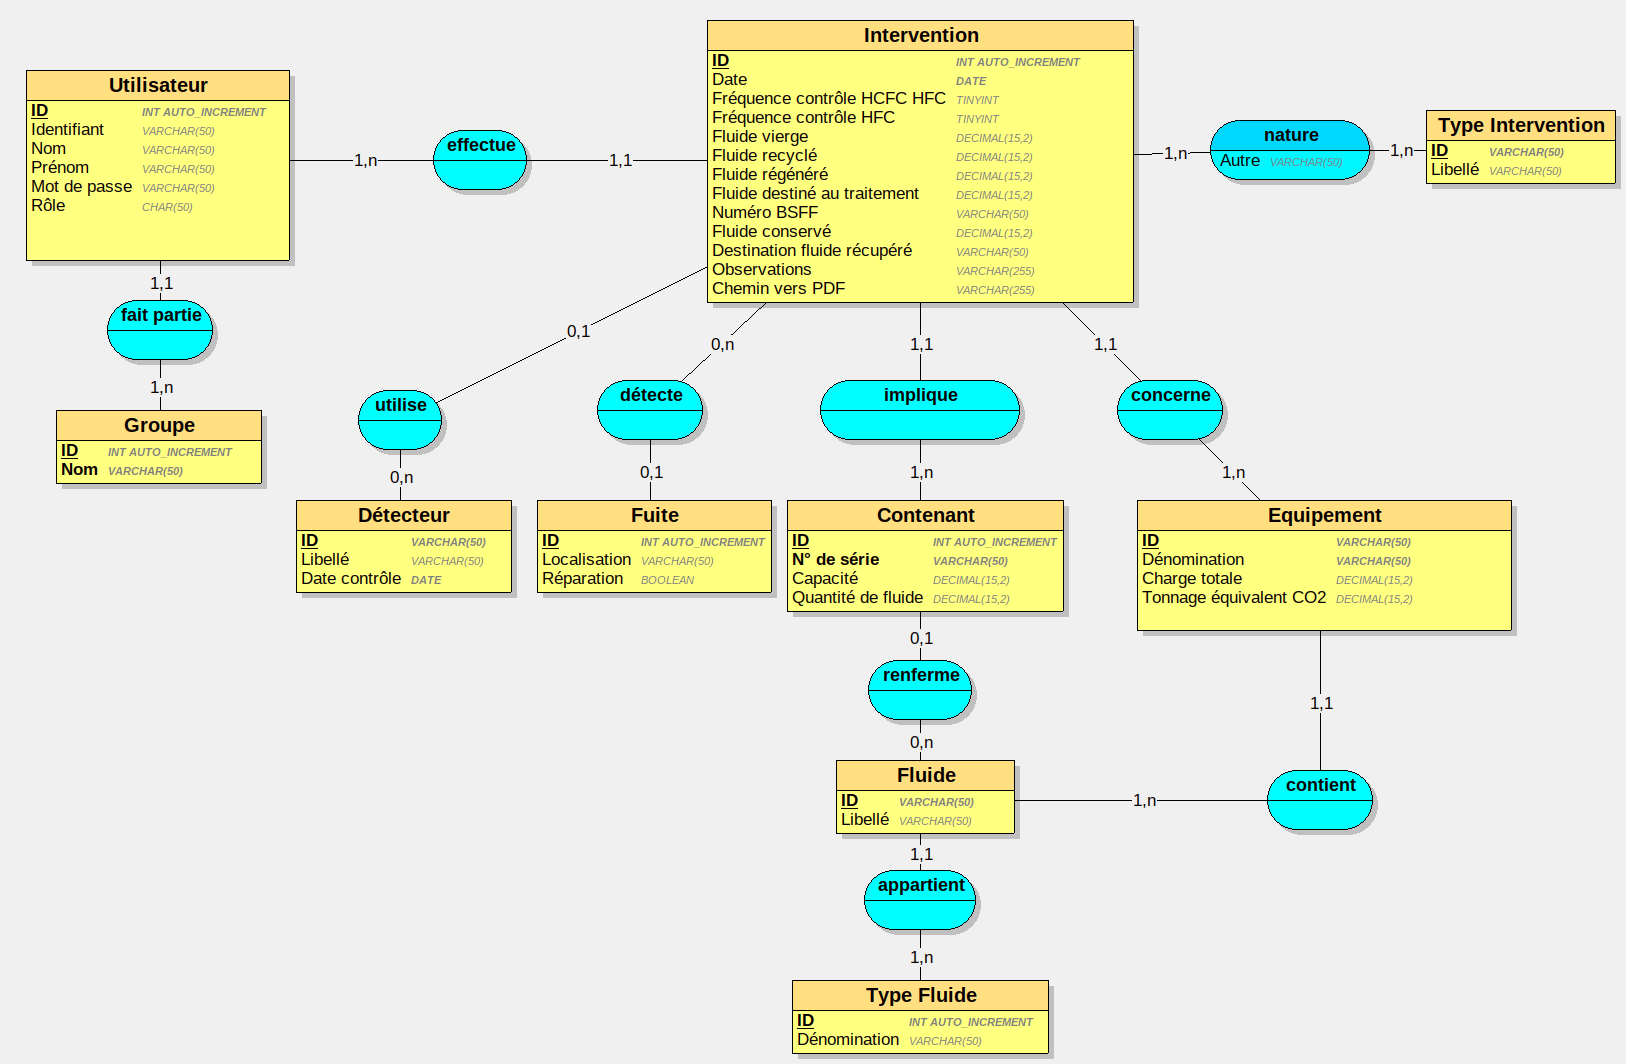 Utilisateur
ID INT AUTO_INCREMENT
Identifiant VARCHAR(50)
Nom VARCHAR(50)
Prénom VARCHAR(50)
Mot de passe VARCHAR(50)
Rôle CHAR(50)
1,n
effectue
1,1
Intervention
ID INT AUTO_INCREMENT
Date DATE
Fréquence contrôle HCFC HFC TINYINT
Fréquence contrôle HFC TINYINT
Fluide vierge DECIMAL(15,2)
Fluide recyclé DECIMAL(15,2)
Fluide régénéré DECIMAL(15,2)
Fluide destiné au traitement DECIMAL(15,2)
Numéro BSFF VARCHAR(50)
Fluide conservé DECIMAL(15,2)
Destination fluide récupéré VARCHAR(50)
Observations VARCHAR(255)
Chemin vers PDF VARCHAR(255)
1,n
nature
Autre VARCHAR(50)
1,n
Type Intervention
ID VARCHAR(50)
Libellé VARCHAR(50)
1,1
fait partie
1,n
Groupe
ID INT AUTO_INCREMENT
Nom VARCHAR(50)
0,1
utilise
0,n
Détecteur
ID VARCHAR(50)
Libellé VARCHAR(50)
Date contrôle DATE
0,n
détecte
0,1
Fuite
ID INT AUTO_INCREMENT
Localisation VARCHAR(50)
Réparation BOOLEAN
1,1
implique
1,n
Contenant
ID INT AUTO_INCREMENT
N° de série VARCHAR(50)
Capacité DECIMAL(15,2)
Quantité de fluide DECIMAL(15,2)
1,1
concerne
1,n
Equipement
ID VARCHAR(50)
Dénomination VARCHAR(50)
Charge totale DECIMAL(15,2)
Tonnage équivalent CO2 DECIMAL(15,2)
0,1
renferme
0,n
1,1
contient
1,n
Fluide
ID VARCHAR(50)
Libellé VARCHAR(50)
1,1
appartient
1,n
Type Fluide
ID INT AUTO_INCREMENT
Dénomination VARCHAR(50)